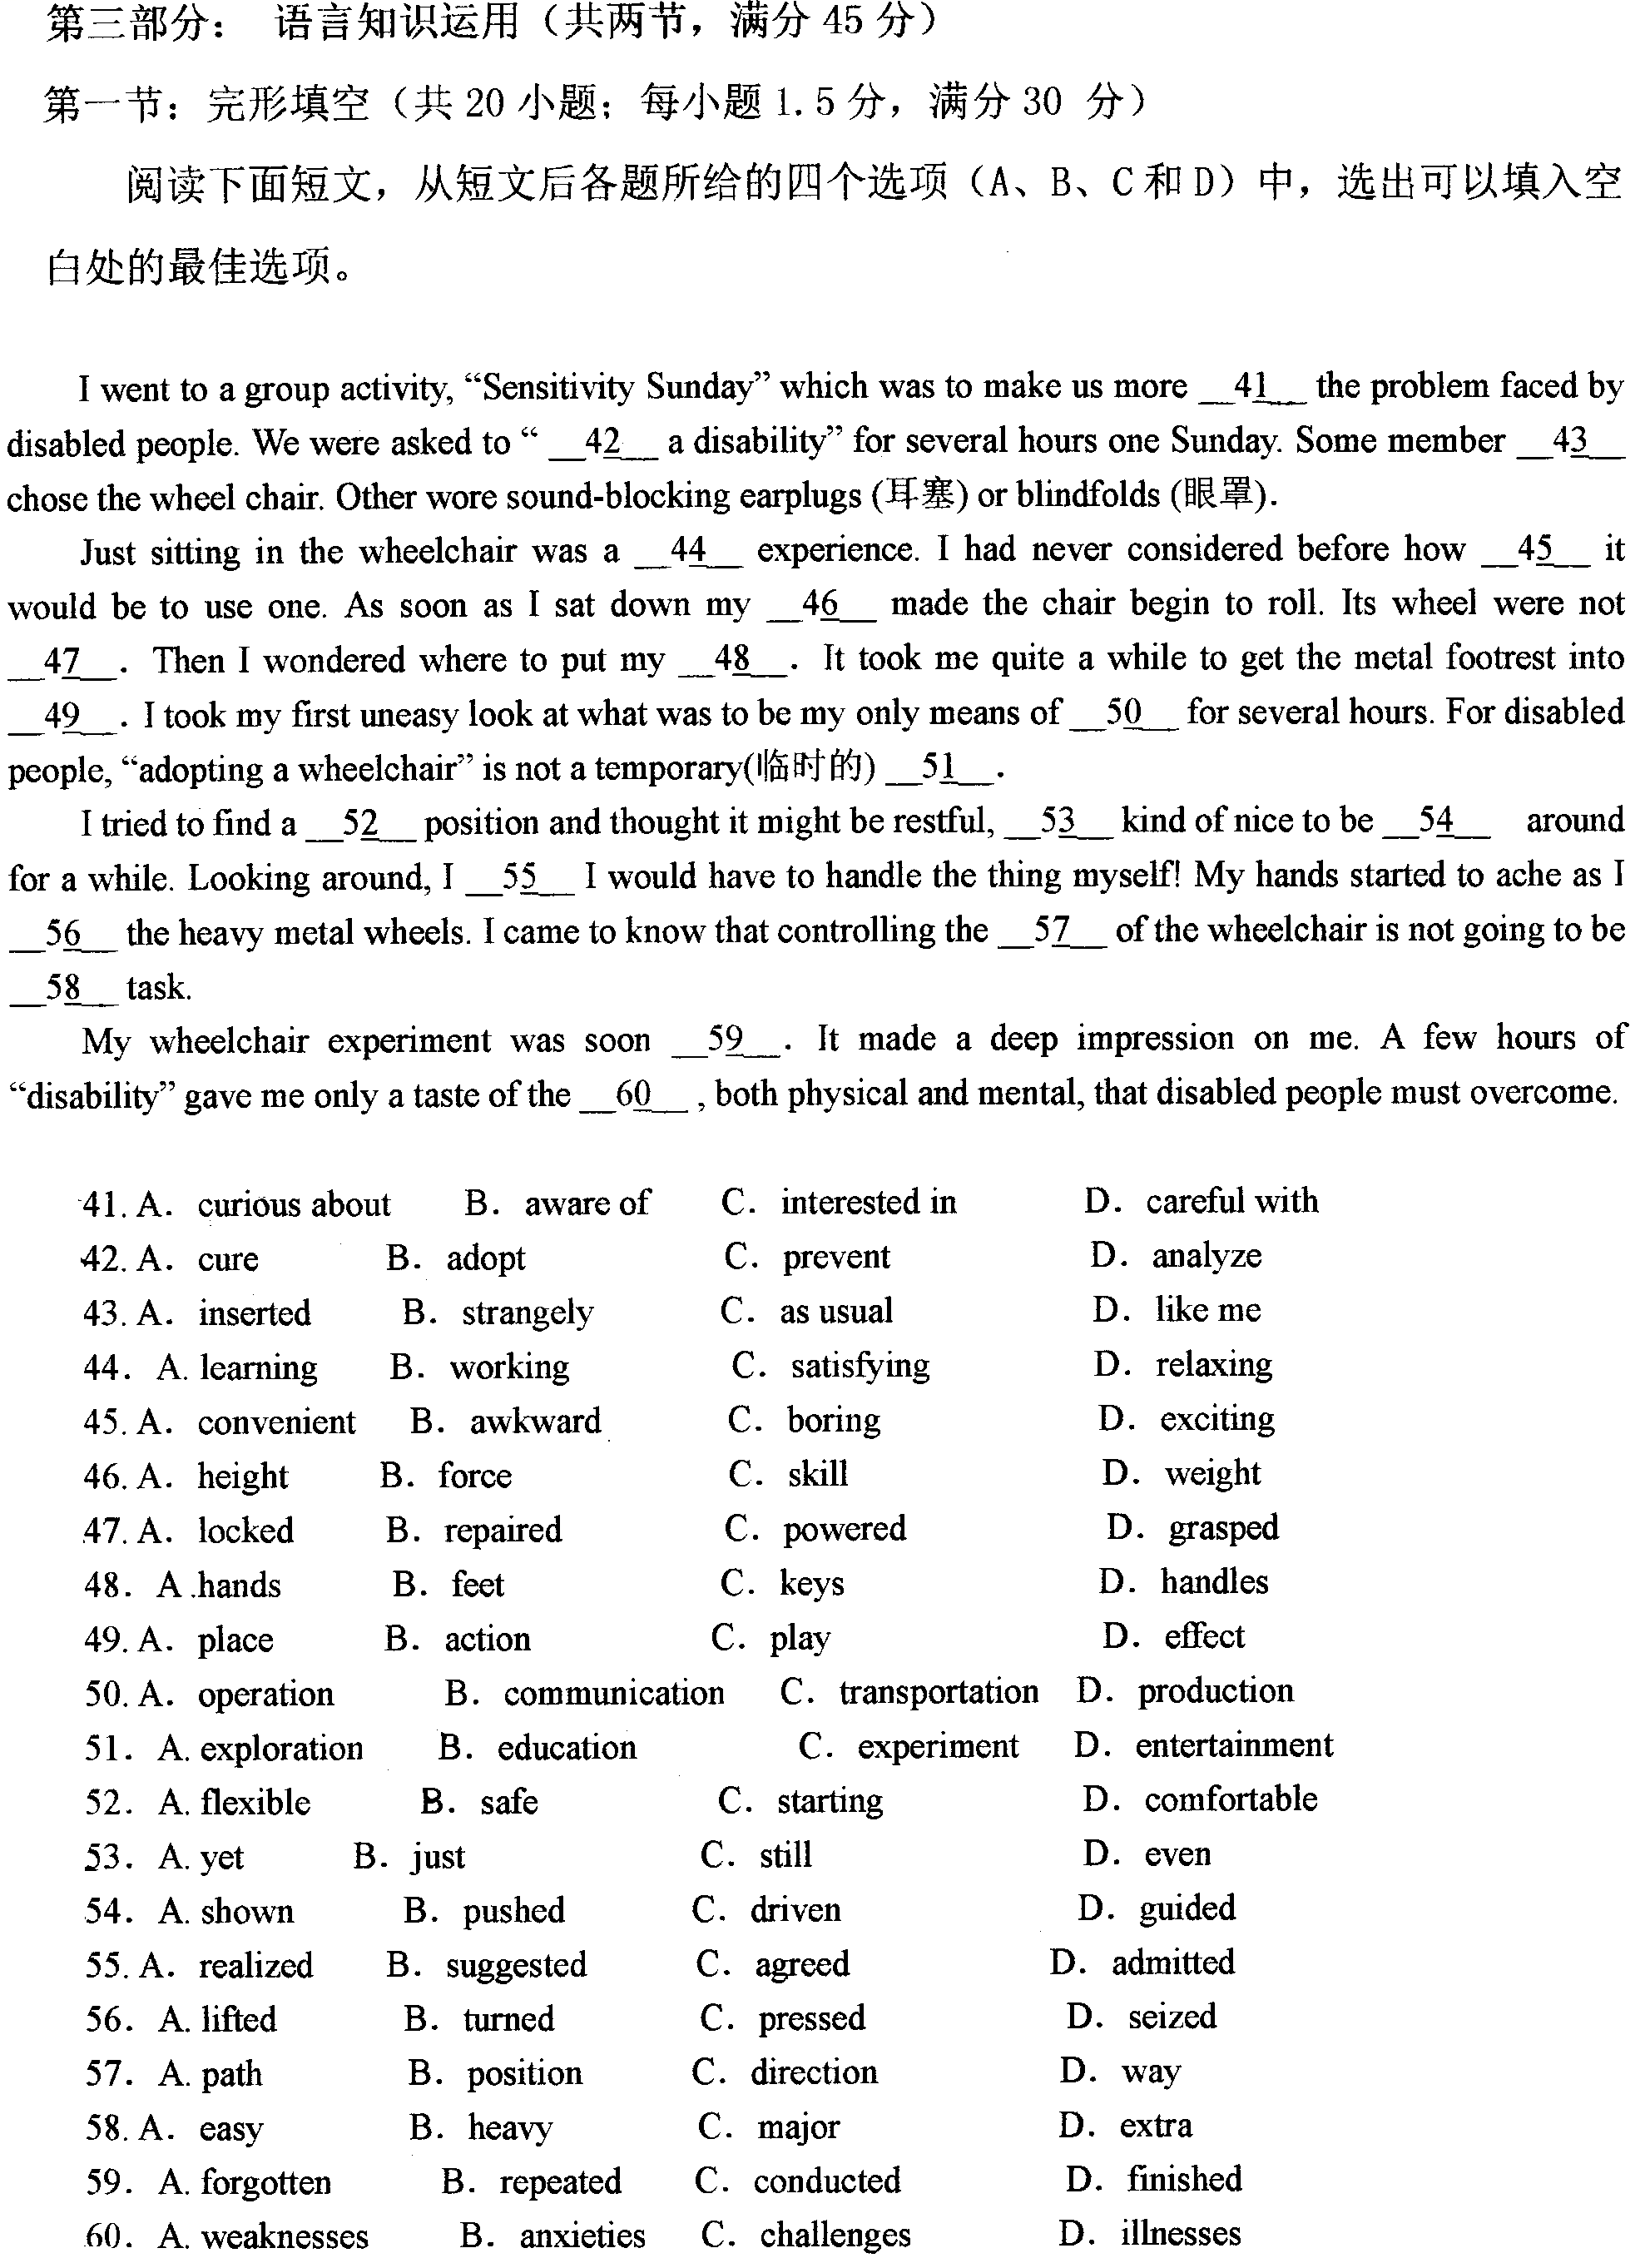 第三部分： 语言知识运用（共两节，满分 45 分）
第一节：完形填空（共 20 小题；每小题 1.5 分，满分 30 分）
阅读下面短文，从短文后各题所给的四个选项（A、B、C 和 D）中，选出可以填入空
白处的最佳选项。
I went to a group activity, “Sensitivity Sunday” which was to make us more __41__ the problem faced by
disabled people. We were asked to “ __42__ a disability” for several hours one Sunday. Some member __43__
chose the wheel chair. Other wore sound-blocking earplugs (耳塞) or blindfolds (眼罩).
Just sitting in the wheelchair was a __44__ experience. I had never considered before how __45__ it
would be to use one. As soon as I sat down my __46__ made the chair begin to roll. Its wheel were not
__47__. Then I wondered where to put my __48__. It took me quite a while to get the metal footrest into
__49__. I took my first uneasy look at what was to be my only means of __50__ for several hours. For disabled
people, “adopting a wheelchair” is not a temporary(临时的) __51__.
I tried to find a __52__ position and thought it might be restful, __53__ kind of nice to be __54__ around
for a while. Looking around, I __55__ I would have to handle the thing myself! My hands started to ache as I
__56__ the heavy metal wheels. I came to know that controlling the __57__ of the wheelchair is not going to be
__58__ task.
My wheelchair experiment was soon __59__. It made a deep impression on me. A few hours of
“disability” gave me only a taste of the __60__, both physical and mental, that disabled people must overcome.
41. A. curious about B. aware of C. interested in D. careful with
42. A. cure B. adopt C. prevent D. analyze
43. A. inserted B. strangely C. as usual D. like me
44. A. learning B. working C. satisfying D. relaxing
45. A. convenient B. awkward C. boring D. exciting
46. A. height B. force C. skill D. weight
47. A. locked B. repaired C. powered D. grasped
48. A .hands B. feet C. keys D. handles
49. A. place B. action C. play D. effect
50. A. operation B. communication C. transportation D. production
51. A. exploration B. education C. experiment D. entertainment
52. A. flexible B. safe C. starting D. comfortable
53. A. yet B. just C. still D. even
54. A. shown B. pushed C. driven D. guided
55. A. realized B. suggested C. agreed D. admitted
56. A. lifted B. turned C. pressed D. seized
57. A. path B. position C. direction D. way
58. A. easy B. heavy C. major D. extra
59. A. forgotten B. repeated C. conducted D. finished
60. A. weaknesses B. anxieties C. challenges D. illnesses